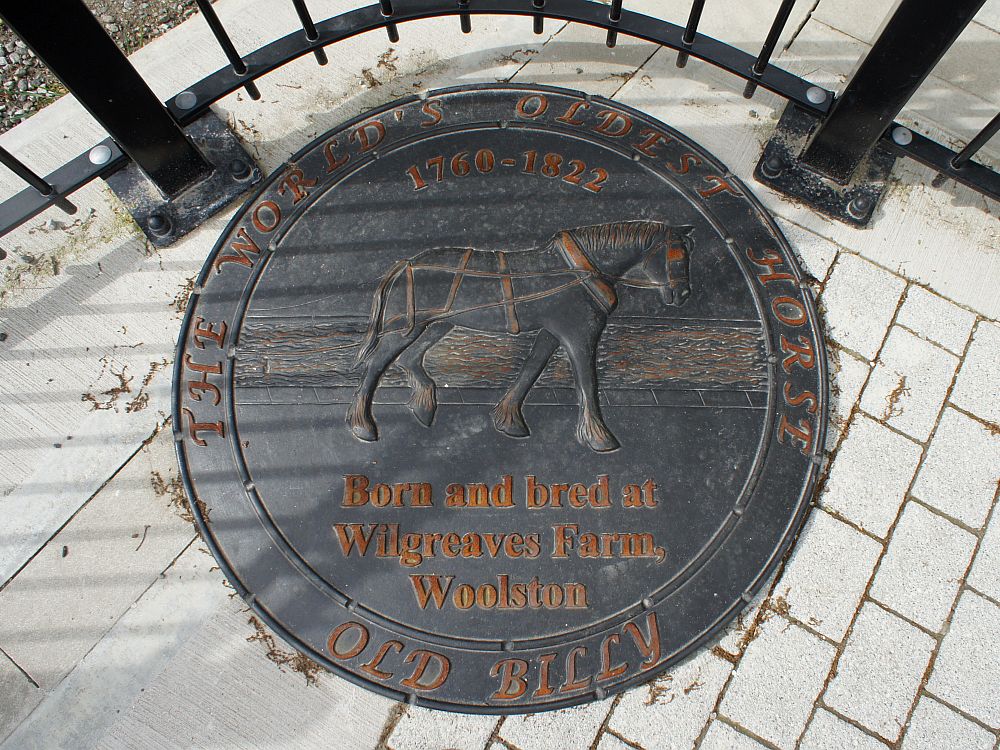 THE WORLD'S OLDEST HORSE
1760-1822
Born and bred at
Wilgreaves Farm,
Woolston
OLD BILLY